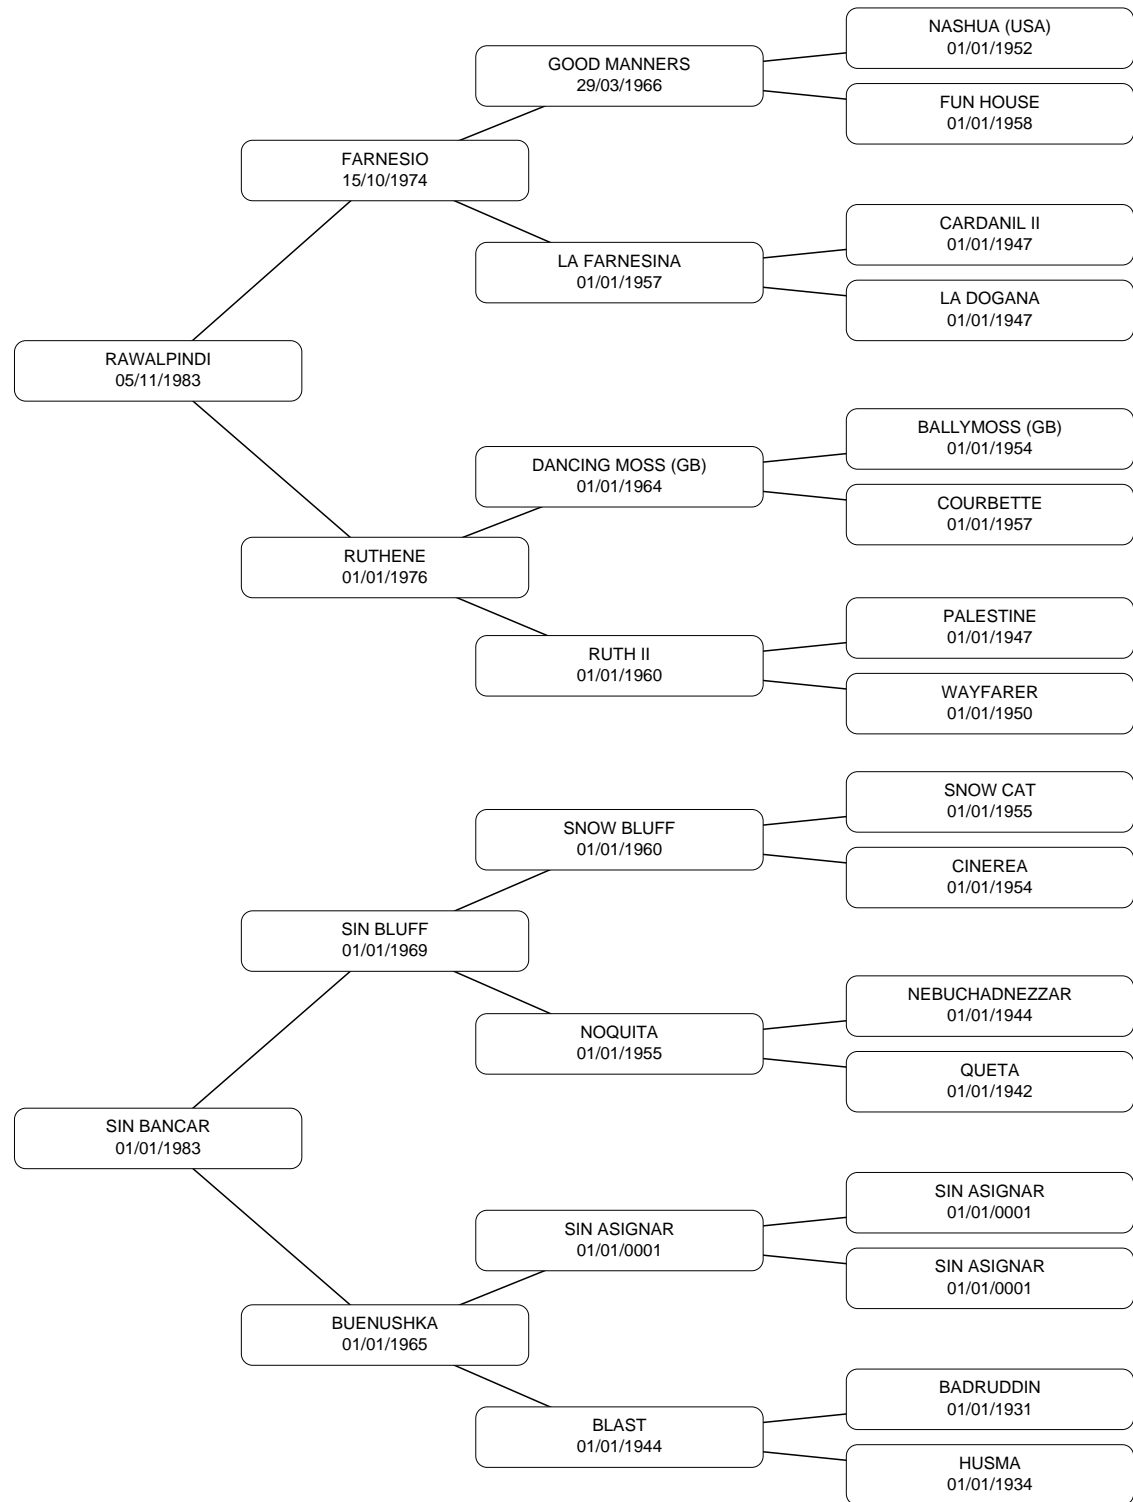 NASHUA (USA)
01/01/1952
GOOD MANNERS
29/03/1966
FUN HOUSE
01/01/1958
FARNESIO
15/10/1974
CARDANIL II
01/01/1947
LA FARNESINA
01/01/1957
LA DOGANA
01/01/1947
RAWALPINDI
05/11/1983
BALLYMOSS (GB)
01/01/1954
DANCING MOSS (GB)
01/01/1964
COURBETTE
01/01/1957
RUTHENE
01/01/1976
PALESTINE
01/01/1947
RUTH II
01/01/1960
WAYFARER
01/01/1950
SNOW CAT
01/01/1955
SNOW BLUFF
01/01/1960
CINEREA
01/01/1954
SIN BLUFF
01/01/1969
NEBUCHADNEZZAR
01/01/1944
NOQUITA
01/01/1955
QUETA
01/01/1942
SIN BANCAR
01/01/1983
SIN ASIGNAR
01/01/0001
SIN ASIGNAR
01/01/0001
SIN ASIGNAR
01/01/0001
BUENUSHKA
01/01/1965
BADRUDDIN
01/01/1931
BLAST
01/01/1944
HUSMA
01/01/1934